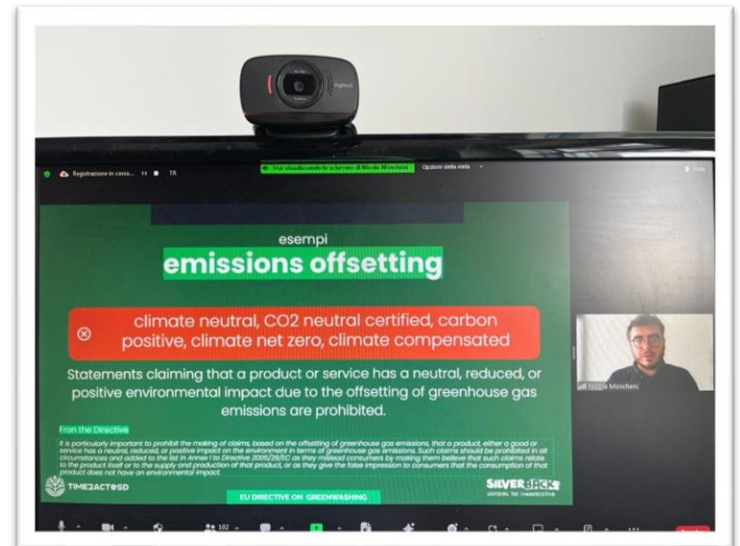 Registrazione in corso...
TR
Stai visualizzando lo schermo di Nicola Moscheni
Opzioni della vista
esempi
emissions offsetting
climate neutral, CO2 neutral certified, carbon
positive, climate net zero, climate compensated
Statements claiming that a product or service has a neutral, reduced, or
positive environmental impact due to the offsetting of greenhouse gas
emissions are prohibited.
From the Directive
It is particularly important to prohibit the making of claims, based on the offsetting of greenhouse gas emissions, that a product, either a good or
service has a neutral, reduced, or positive impact on the environment in terms of greenhouse gas emissions. Such claims should be prohibited in all
circumstances and added to the list in Annex I to Directive 2005/29/EC as they mislead consumers by making them believe that such claims relate
to the product itself or to the supply and production of that product, or as they give the false impression to consumers that the consumption of that
product does not have an environmental impact.
TIME2ACT@SD
EU DIRECTIVE ON GREENWASHING
SILVERBACK
Nicola Moscheni
102